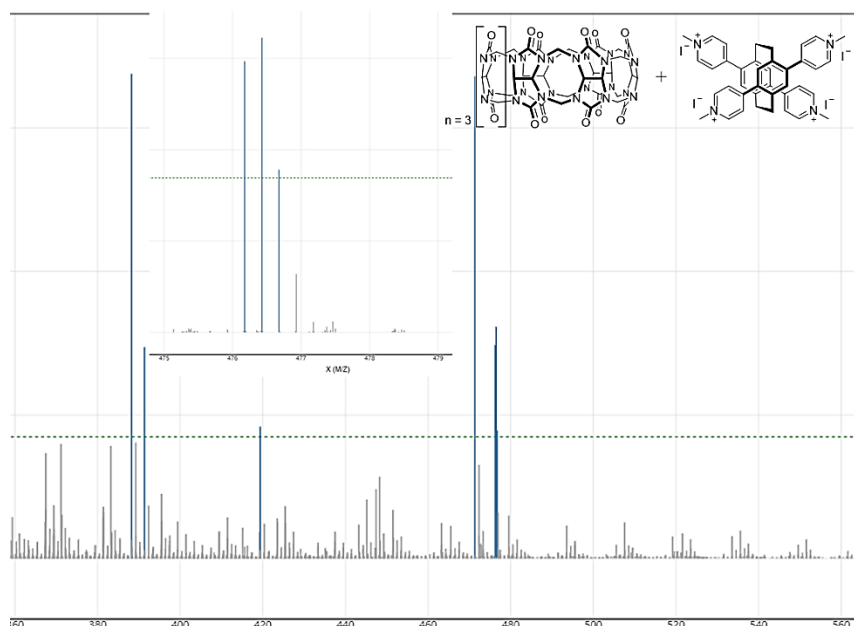 O O O O O
N N N N N N N N
n = 3
N N N N N N N N
O O O O O
+
N+ I−
N+ I−
I− N+
I− N+
475 476 477 478 479
X (M/Z)
380 400 420 440 460 480 500 520 540 560